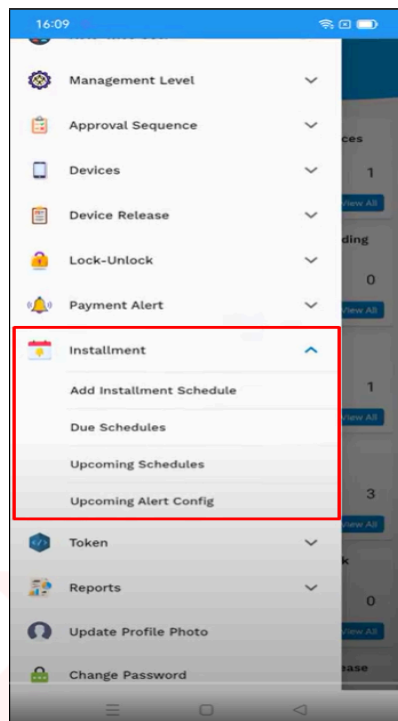 16:09
Management Level
Approval Sequence
ces
Devices
1
View All
Device Release
ding
Lock-Unlock
0
Payment Alert
View All
Installment
Add Installment Schedule
1
Due Schedules
View All
Upcoming Schedules
Upcoming Alert Config
3
View All
Token
k
Reports
0
Update Profile Photo
View All
Change Password
ease